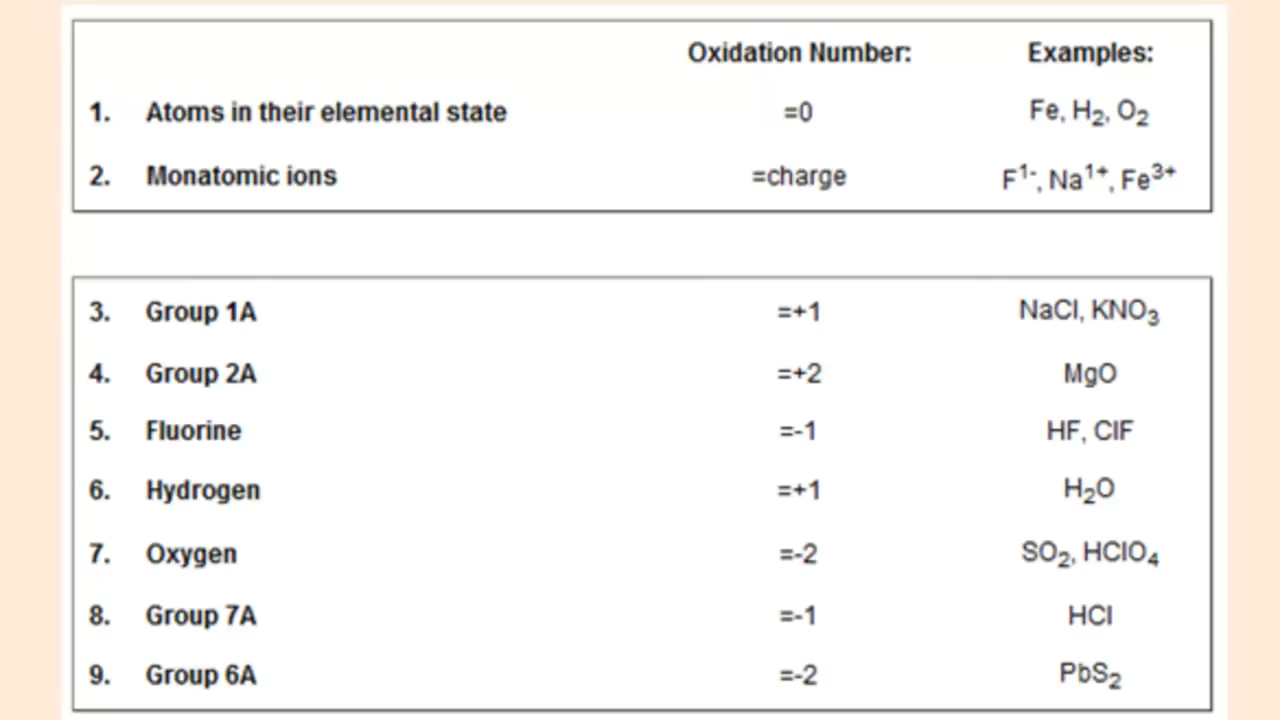 Oxidation Number: Examples:
1. Atoms in their elemental state =0 Fe, H₂, O₂
2. Monatomic ions =charge F¹⁻, Na¹⁺, Fe³⁺
3. Group 1A =+1 NaCl, KNO₃
4. Group 2A =+2 MgO
5. Fluorine =-1 HF, ClF
6. Hydrogen =+1 H₂O
7. Oxygen =-2 SO₂, HClO₄
8. Group 7A =-1 HCl
9. Group 6A =-2 PbS₂